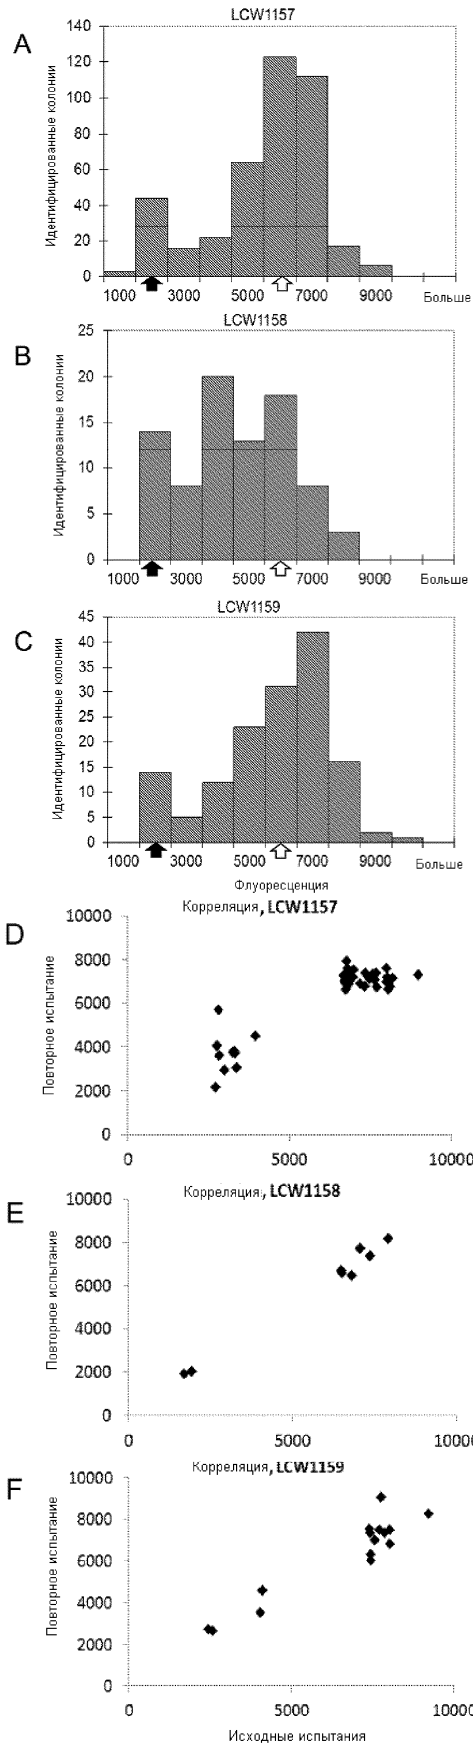 LCW1157
A
Идентифицированные колонии
140
120
100
80
60
40
20
0
1000 3000 5000 7000 9000 Больше
LCW1158
B
Идентифицированные колонии
25
20
15
10
5
0
1000 3000 5000 7000 9000 Больше
LCW1159
C
Идентифицированные колонии
45
40
35
30
25
20
15
10
5
0
1000 3000 5000 7000 9000 Больше
Флуоресценция
Корреляция, LCW1157
D
Повторное испытание
10000
8000
6000
4000
2000
0
0 5000 10000
Корреляция, LCW1158
E
Повторное испытание
10000
8000
6000
4000
2000
0
0 5000 10000
Корреляция, LCW1159
F
Повторное испытание
10000
8000
6000
4000
2000
0
0 5000 10000
Исходные испытания